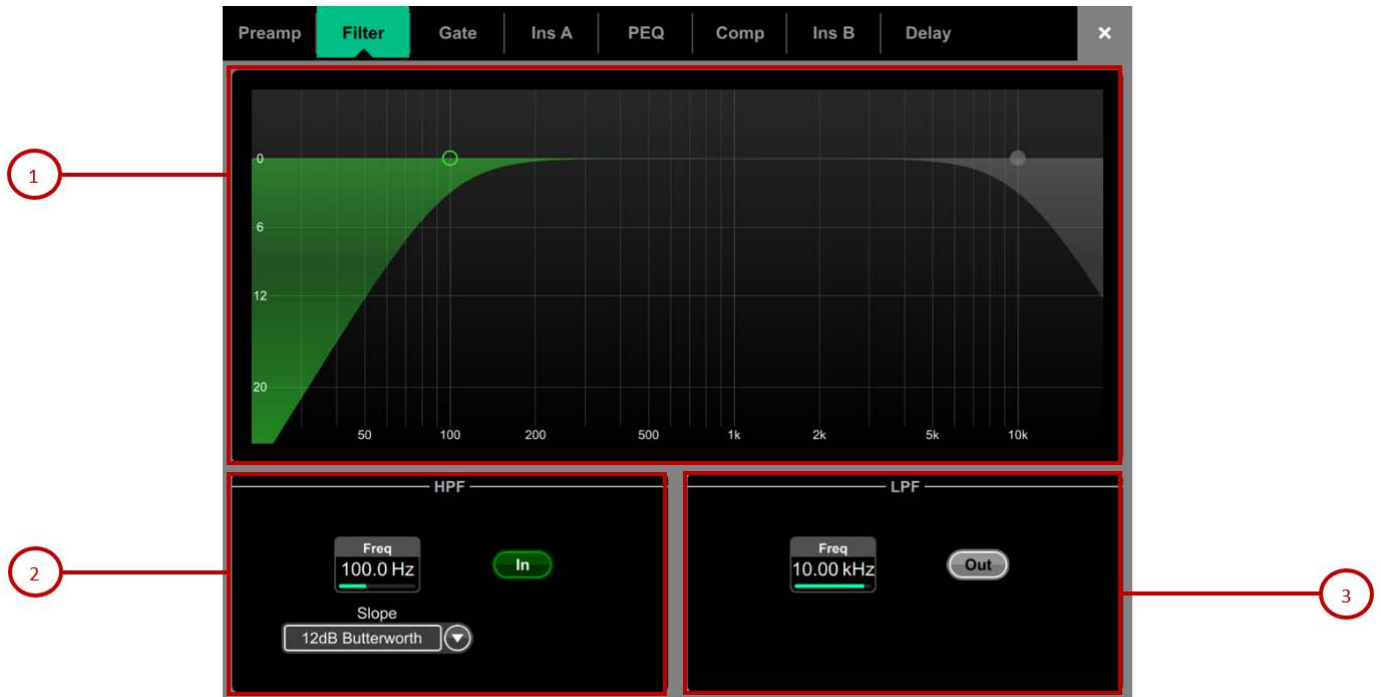 Preamp Filter Gate Ins A PEQ Comp Ins B Delay ×
1
0
6
12
20
50 100 200 500 1k 2k 5k 10k
HPF
LPF
2
Freq
100.0 Hz
In
Slope
12dB Butterworth
Freq
10.00 kHz
Out
3